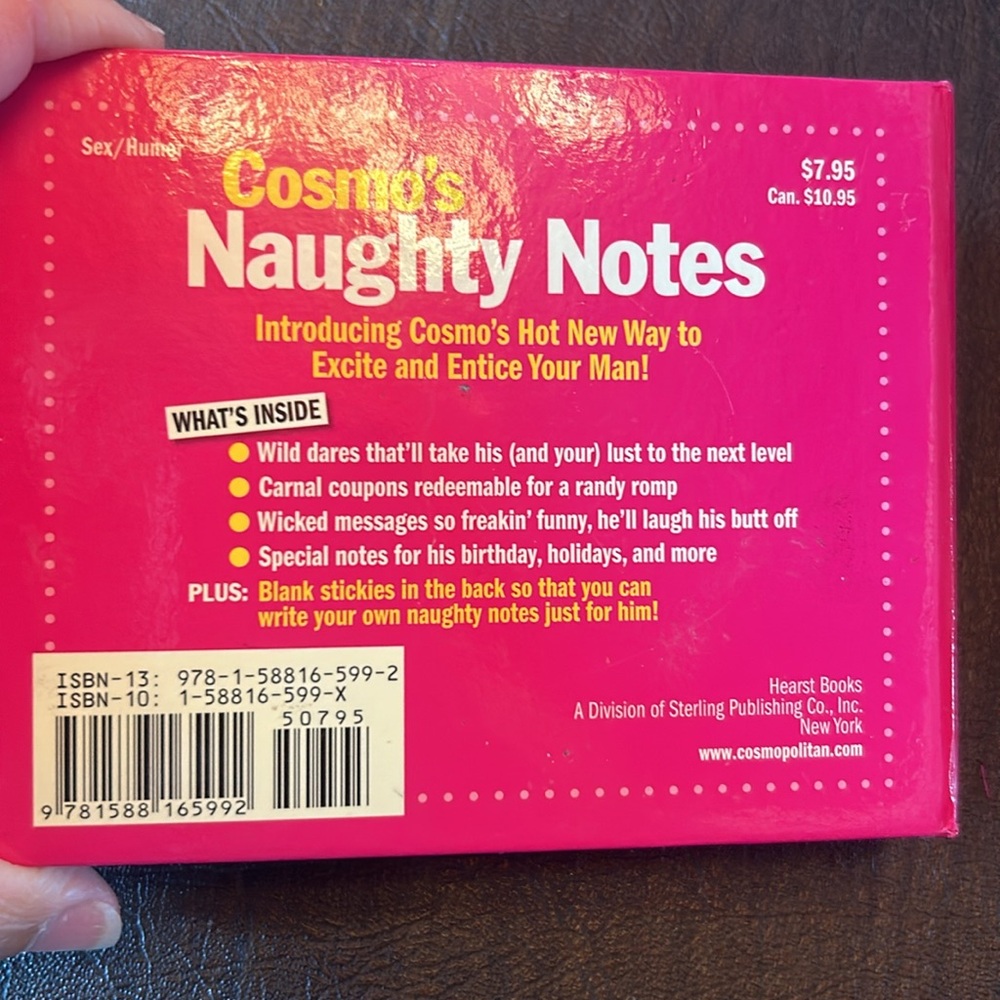 Sex/Humor
$7.95
Can. $10.95
Cosmo's
Naughty Notes
Introducing Cosmo's Hot New Way to
Excite and Entice Your Man!
WHAT'S INSIDE
Wild dares that'll take his (and your) lust to the next level
Carnal coupons redeemable for a randy romp
Wicked messages so freakin' funny, he'll laugh his butt off
Special notes for his birthday, holidays, and more
PLUS: Blank stickies in the back so that you can
write your own naughty notes just for him!
ISBN-13: 978-1-58816-599-2
ISBN-10: 1-58816-599-X
50795
9 781588 165992
Hearst Books
A Division of Sterling Publishing Co., Inc.
New York
www.cosmopolitan.com